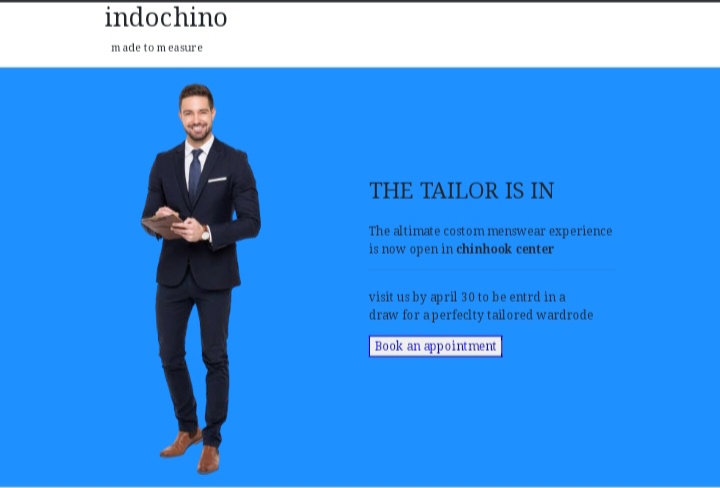 indochino
made to measure
THE TAILOR IS IN
The altimate costom menswear experience
is now open in chinhook center
visit us by april 30 to be entrd in a
draw for a perfeclty tailored wardrode
Book an appointment